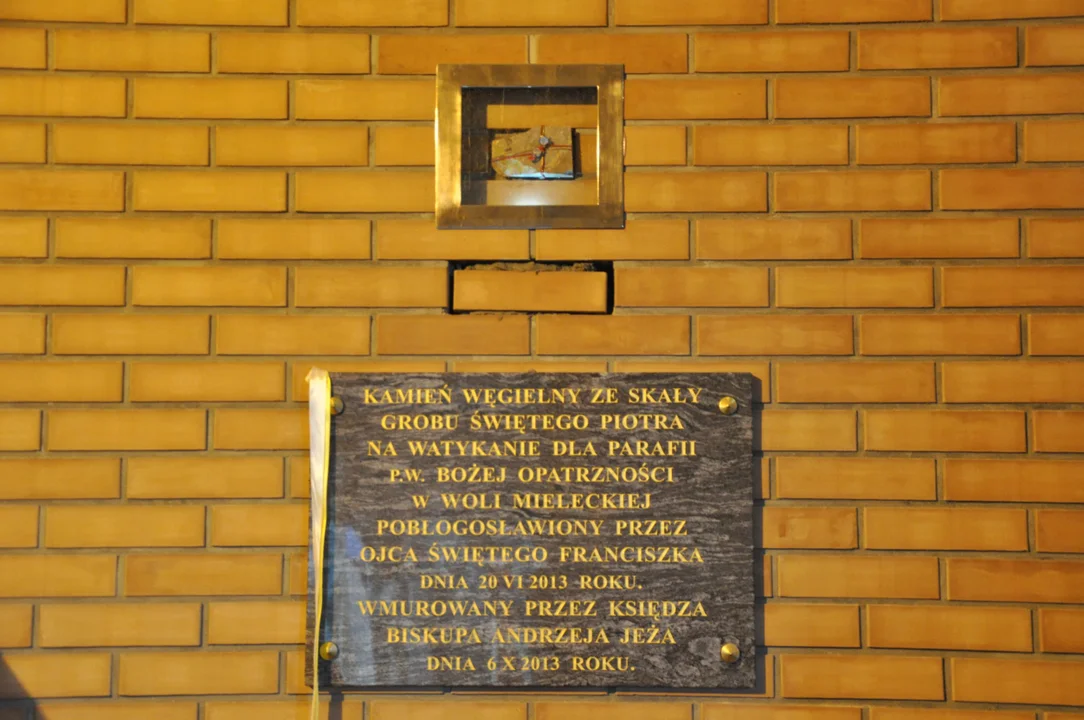 KAMIEŃ WĘGIELNY ZE SKAŁY
GROBU ŚWIĘTEGO PIOTRA
NA WATYKANIE DLA PARAFII
P.W. BOŻEJ OPATRZNOŚCI
W WOLI MIELECKIEJ
POBŁOGOSŁAWIONY PRZEZ
OJCA ŚWIĘTEGO FRANCISZKA
DNIA 20 VI 2013 ROKU.
WMUROWANY PRZEZ KSIĘDZA
BISKUPA ANDRZEJA JEŻA
DNIA 6 X 2013 ROKU.